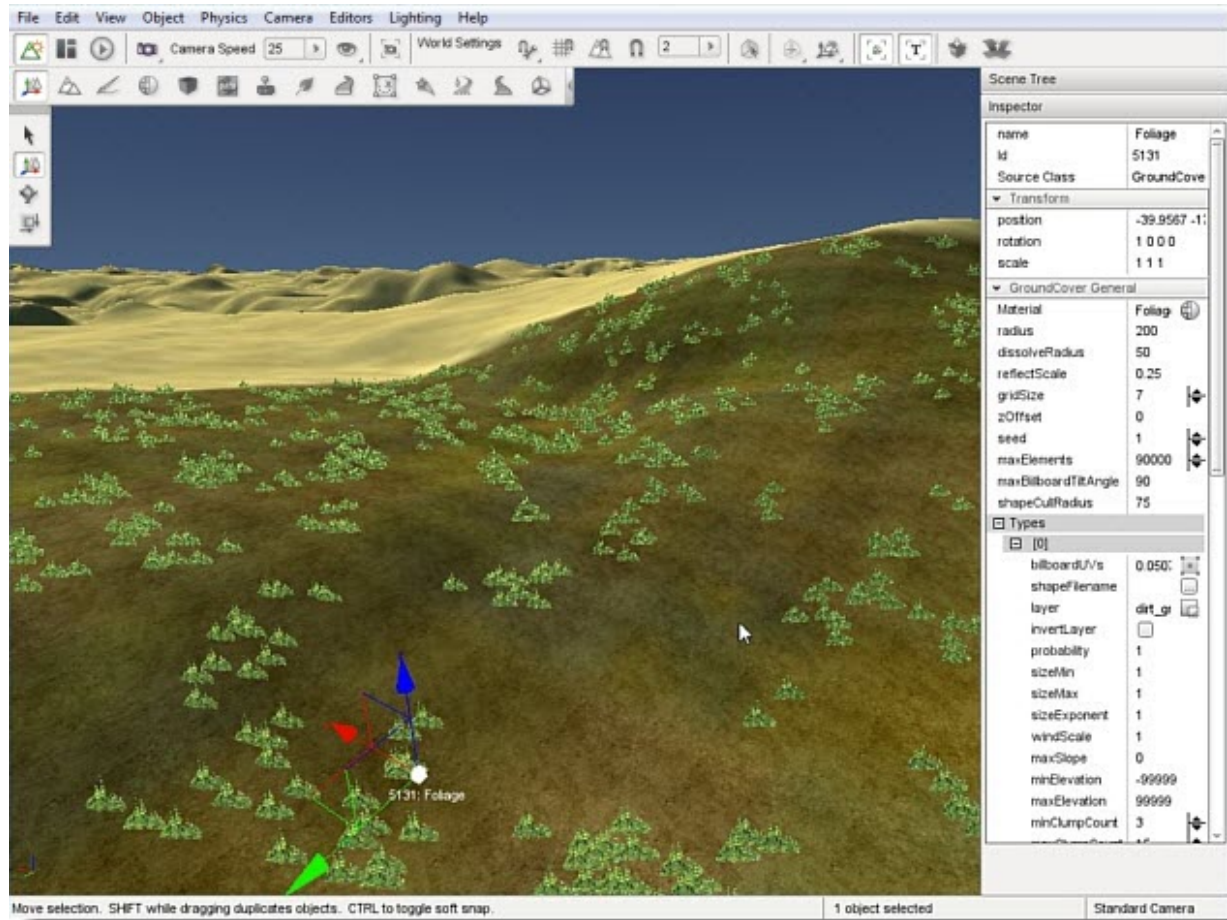 File Edit View Object Physics Camera Editors Lighting Help
Camera Speed 25 World Settings 2
Scene Tree
Inspector
name Foliage
Id 5131
Source Class GroundCove
Transform
position -39.9567 -1
rotation 1 0 0 0
scale 1 1 1
GroundCover General
Material Foliag
radius 200
dissolveRadius 50
reflectScale 0.25
gridSize 7
zOffset 0
seed 1
maxElements 90000
maxBillboardTiltAngle 90
shapeCullRadius 75
Types
[0]
billboardUVs
shapeFilename ...
layer dirt_gr
invertLayer
probability 1
sizeMin 1
sizeMax 1
sizeExponent 1
windScale 1
maxSlope 0
minElevation -99999
maxElevation 99999
minClumpCount 3
5131: Foliage
Move selection. SHIFT while dragging duplicates objects. CTRL to toggle soft snap. 1 object selected Standard Camera